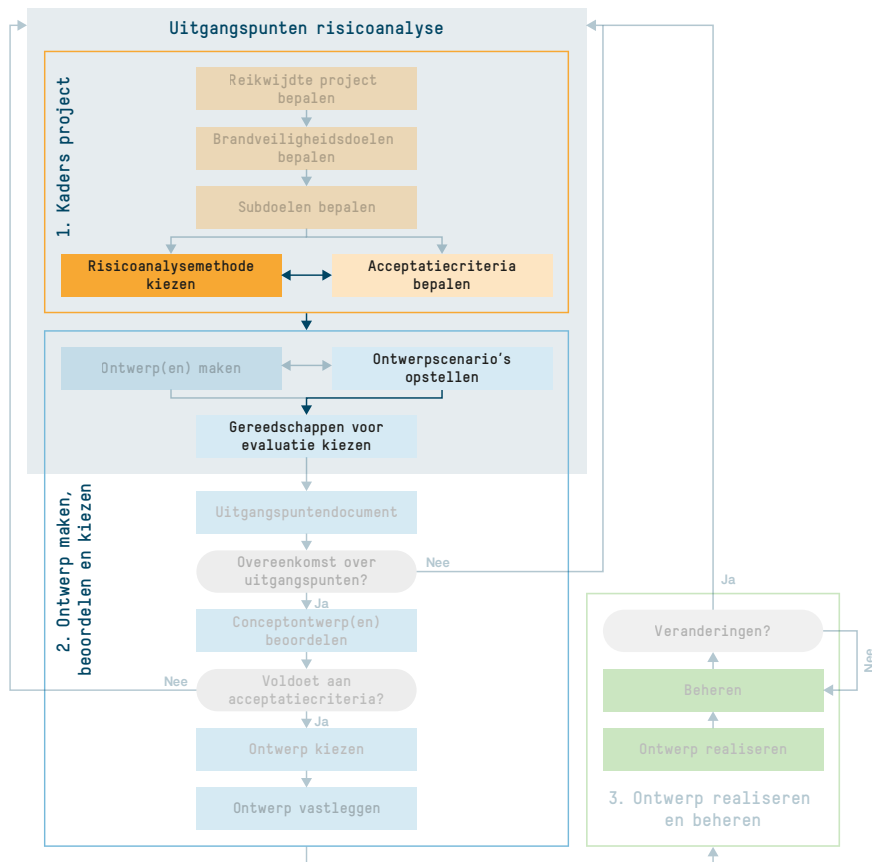 Uitgangspunten risicoanalyse
1. Kaders project
Reikwijdte project
bepalen
Brandveiligheidsdoelen
bepalen
Subdoelen bepalen
Risicoanalysemethode
kiezen
Acceptatiecriteria
bepalen
2. Ontwerp maken,
beoordelen en kiezen
Ontwerp(en) maken
Ontwerpscenario's
opstellen
Gereedschappen voor
evaluatie kiezen
Uitgangspuntendocument
Overeenkomst over
uitgangspunten?
Nee
Ja
Conceptontwerp(en)
beoordelen
Voldoet aan
acceptatiecriteria?
Nee
Ja
Ontwerp kiezen
Ontwerp vastleggen
Ja
Veranderingen?
Nee
Beheren
Ontwerp realiseren
3. Ontwerp realiseren
en beheren